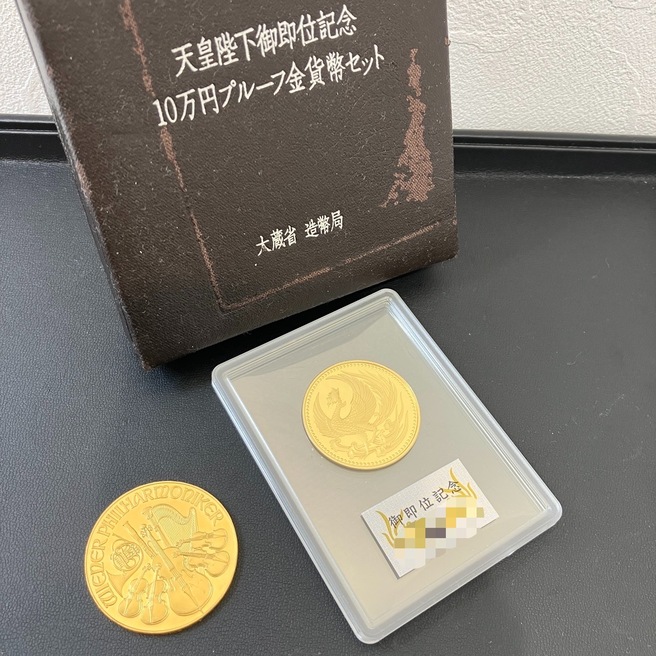 天皇陛下御即位記念
10万円プルーフ金貨幣セット
大蔵省 造幣局
御即位記念
WIENER PHILHARMONIKER